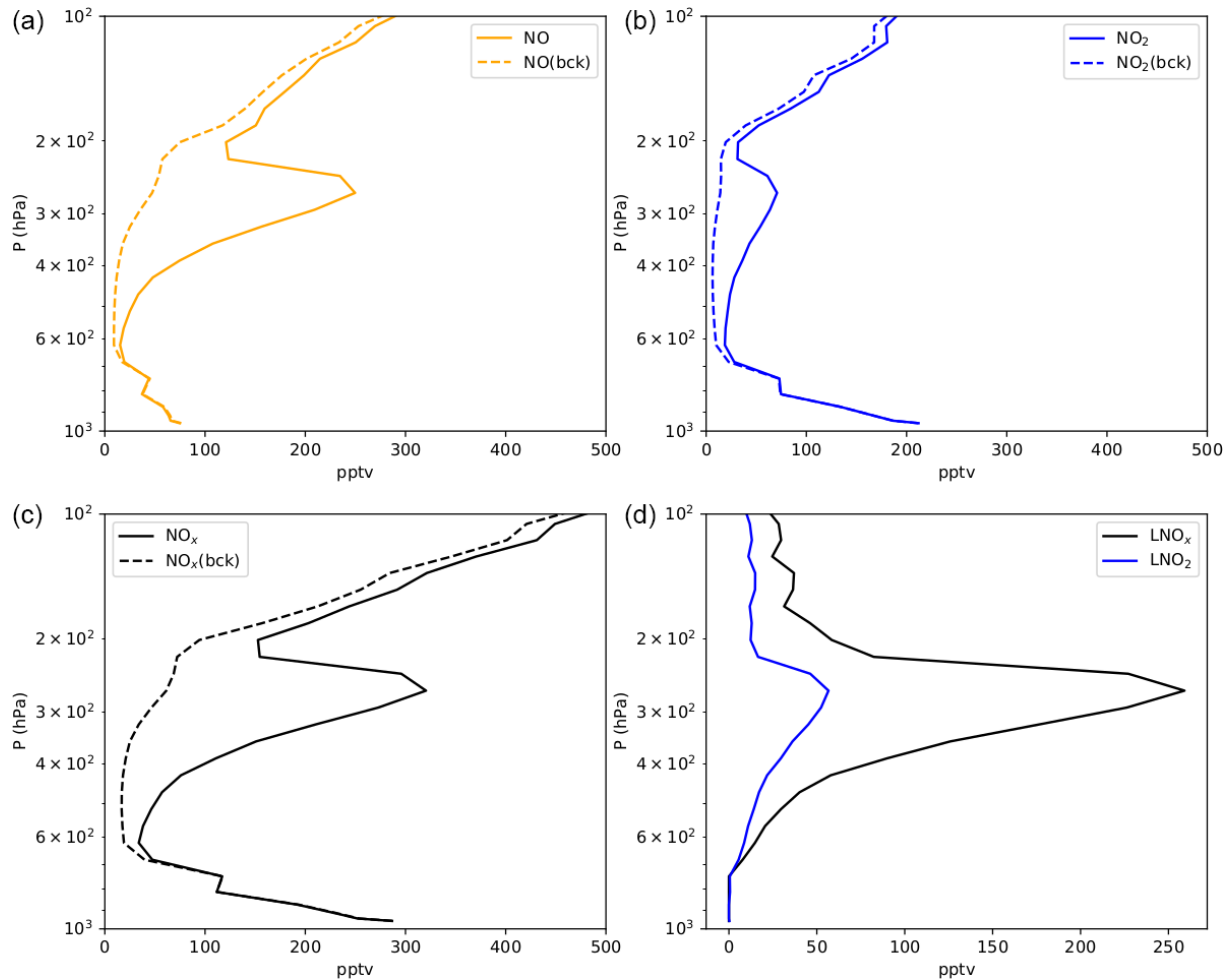 (a)
10²
2 × 10²
3 × 10²
4 × 10²
6 × 10²
10³
P (hPa)
NO
NO(bck)
0 100 200 300 400 500
pptv
(b)
10²
2 × 10²
3 × 10²
4 × 10²
6 × 10²
10³
P (hPa)
NO₂
NO₂(bck)
0 100 200 300 400 500
pptv
(c)
10²
2 × 10²
3 × 10²
4 × 10²
6 × 10²
10³
P (hPa)
NOₓ
NOₓ(bck)
0 100 200 300 400 500
pptv
(d)
10²
2 × 10²
3 × 10²
4 × 10²
6 × 10²
10³
P (hPa)
LNOₓ
LNO₂
0 50 100 150 200 250
pptv